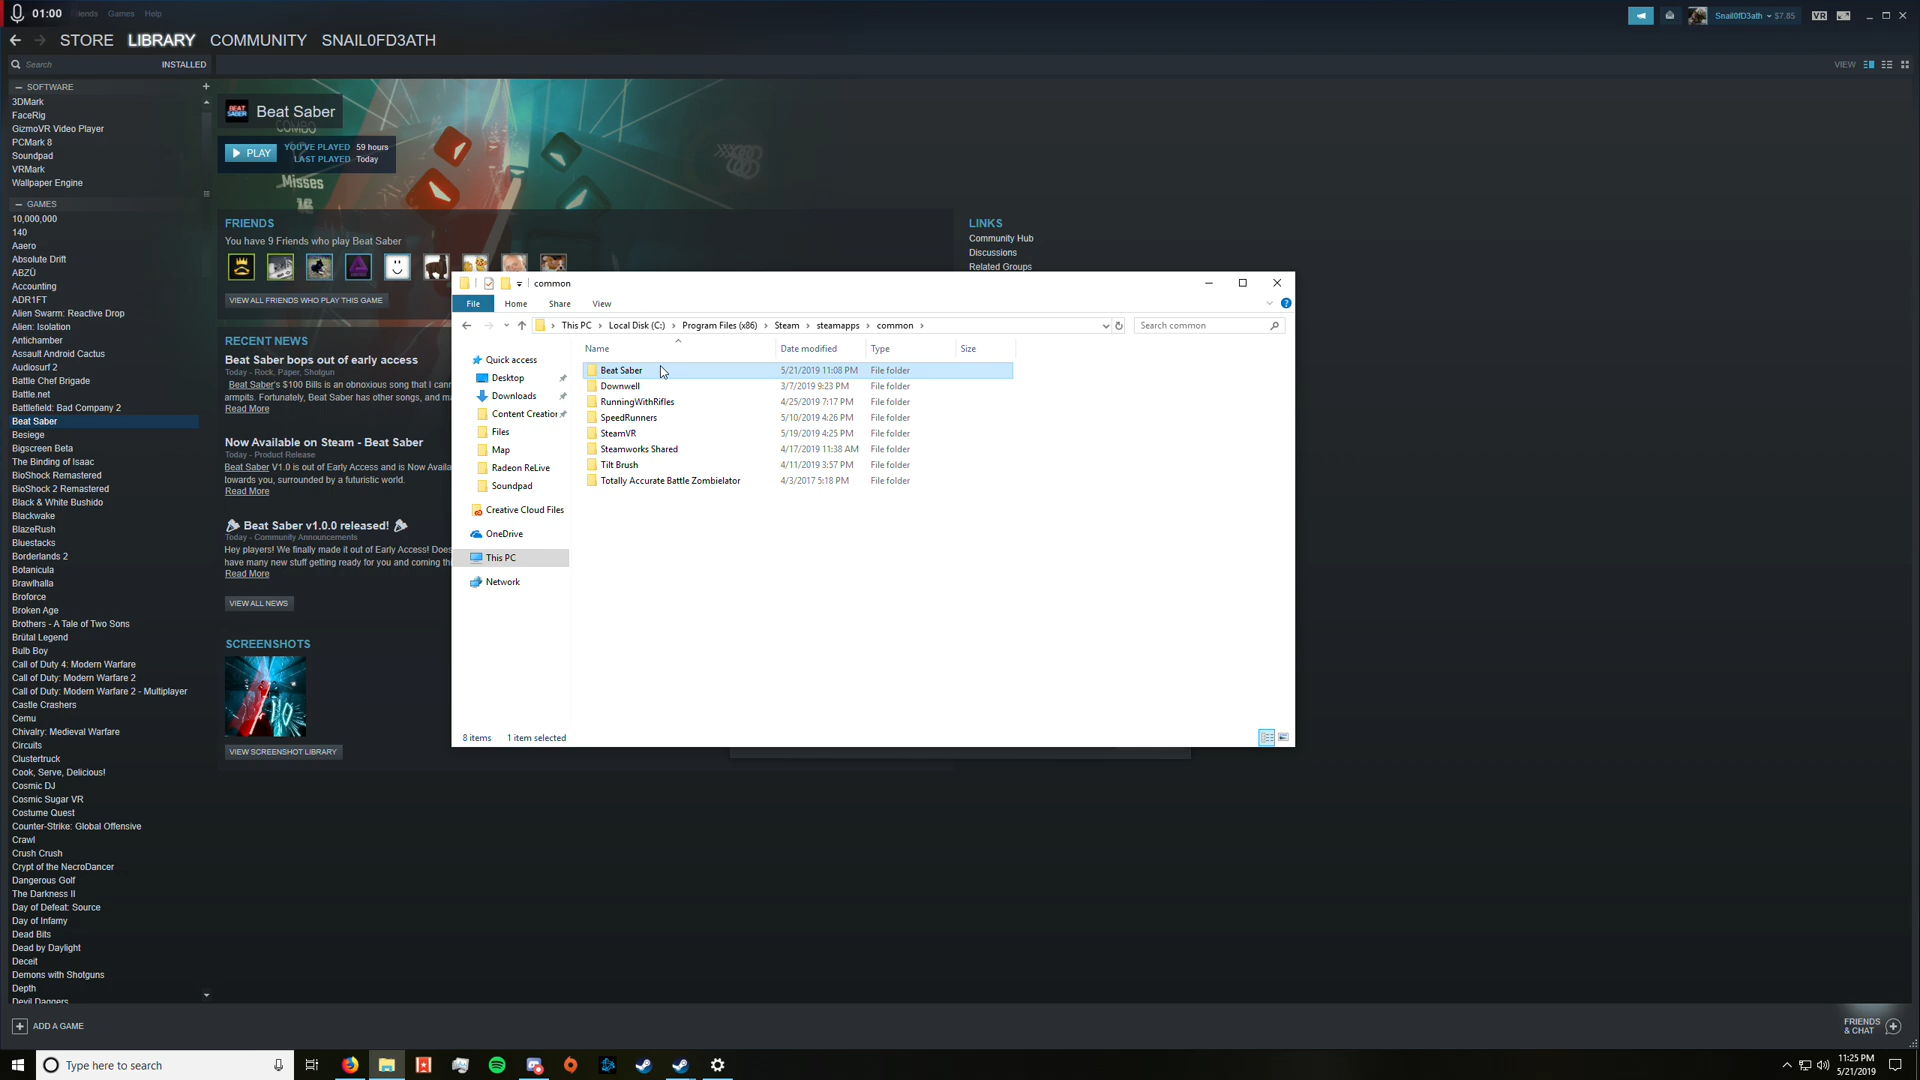 01:00 iends Games Help
Snail0fD3ath $7.85 VR
STORE LIBRARY COMMUNITY SNAIL0FD3ATH
Search INSTALLED VIEW
SOFTWARE +
3DMark
FaceRig
GizmoVR Video Player
PCMark 8
Soundpad
VRMark
Wallpaper Engine
GAMES
10,000,000
140
Aaero
Absolute Drift
ABZÛ
Accounting
ADR1FT
Alien Swarm: Reactive Drop
Alien: Isolation
Antichamber
Assault Android Cactus
Audiosurf 2
Battle Chef Brigade
Battle.net
Battlefield: Bad Company 2
Beat Saber
Besiege
Bigscreen Beta
The Binding of Isaac
BioShock Remastered
BioShock 2 Remastered
Black & White Bushido
Blackwake
BlazeRush
Bluestacks
Borderlands 2
Botanicula
Brawlhalla
Broforce
Broken Age
Brothers - A Tale of Two Sons
Brütal Legend
Bulb Boy
Call of Duty 4: Modern Warfare
Call of Duty: Modern Warfare 2
Call of Duty: Modern Warfare 2 - Multiplayer
Castle Crashers
Cemu
Chivalry: Medieval Warfare
Circuits
Clustertruck
Cook, Serve, Delicious!
Cosmic DJ
Cosmic Sugar VR
Costume Quest
Counter-Strike: Global Offensive
Crawl
Crush Crush
Crypt of the NecroDancer
Dangerous Golf
The Darkness II
Day of Defeat: Source
Day of Infamy
Dead Bits
Dead by Daylight
Deceit
Demons with Shotguns
Depth
Devil Daggers
BEAT SABER Beat Saber
COMBO
PLAY YOU'VE PLAYED 59 hours
LAST PLAYED Today
Misses
16
FRIENDS
You have 9 Friends who play Beat Saber
VIEW ALL FRIENDS WHO PLAY THIS GAME
RECENT NEWS
Beat Saber bops out of early access
Today - Rock, Paper, Shotgun
Beat Saber's $100 Bills is an obnoxious song that I cann
armpits. Fortunately, Beat Saber has other songs, and ma
Read More
Now Available on Steam - Beat Saber
Today - Product Release
Beat Saber V1.0 is out of Early Access and is Now Availa
towards you, surrounded by a futuristic world.
Read More
Beat Saber v1.0.0 released!
Today - Community Announcements
Hey players! We finally made it out of Early Access! Does
have many new stuff getting ready for you and coming th
Read More
VIEW ALL NEWS
SCREENSHOTS
VIEW SCREENSHOT LIBRARY
LINKS
Community Hub
Discussions
Related Groups
common
File Home Share View
This PC Local Disk (C:) Program Files (x86) Steam steamapps common Search common
Quick access
Desktop
Downloads
Content Creation
Files
Map
Radeon ReLive
Soundpad
Creative Cloud Files
OneDrive
This PC
Network
Name Date modified Type Size
Beat Saber 5/21/2019 11:08 PM File folder
Downwell 3/7/2019 9:23 PM File folder
RunningWithRifles 4/25/2019 7:17 PM File folder
SpeedRunners 5/10/2019 4:26 PM File folder
SteamVR 5/19/2019 4:25 PM File folder
Steamworks Shared 4/17/2019 11:38 AM File folder
Tilt Brush 4/11/2019 3:57 PM File folder
Totally Accurate Battle Zombielator 4/3/2017 5:18 PM File folder
8 items 1 item selected
ADD A GAME
FRIENDS
& CHAT
Type here to search
11:25 PM
5/21/2019